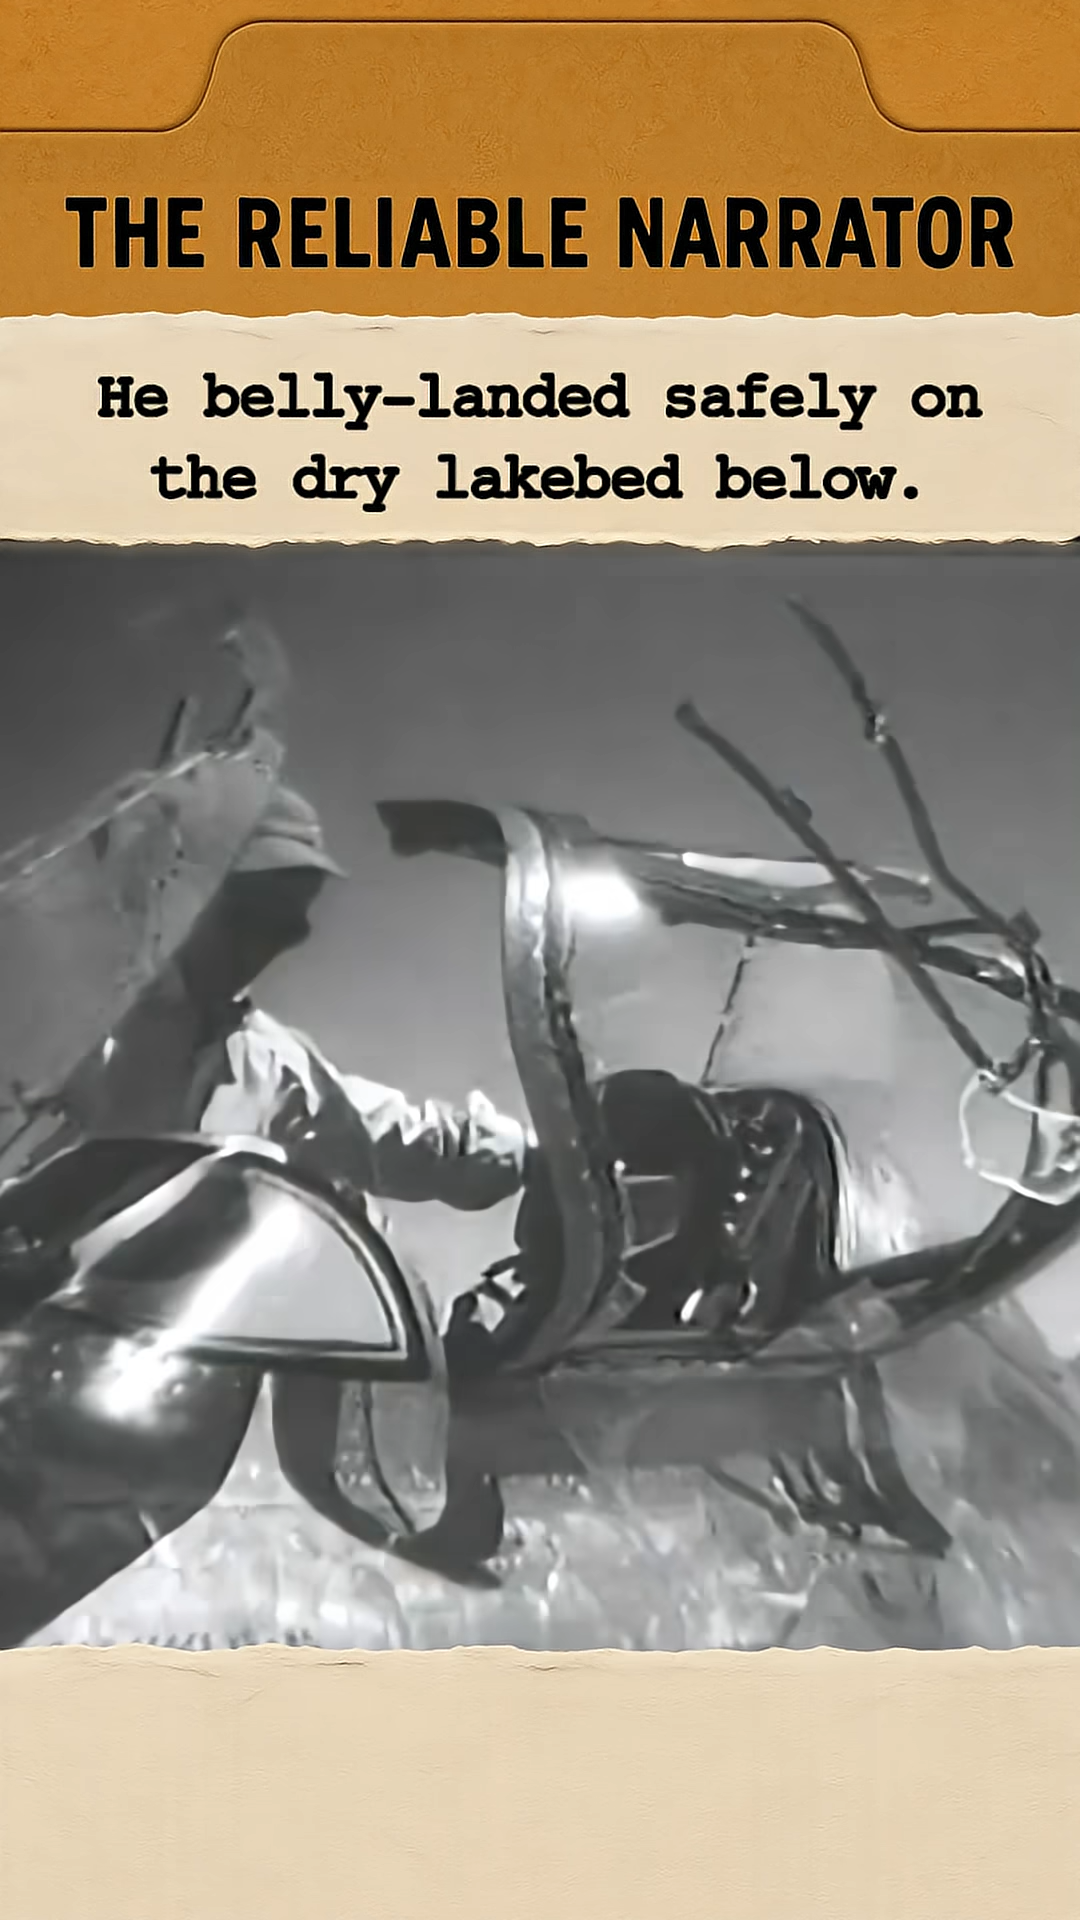 THE RELIABLE NARRATOR
He belly-landed safely on
the dry lakebed below.